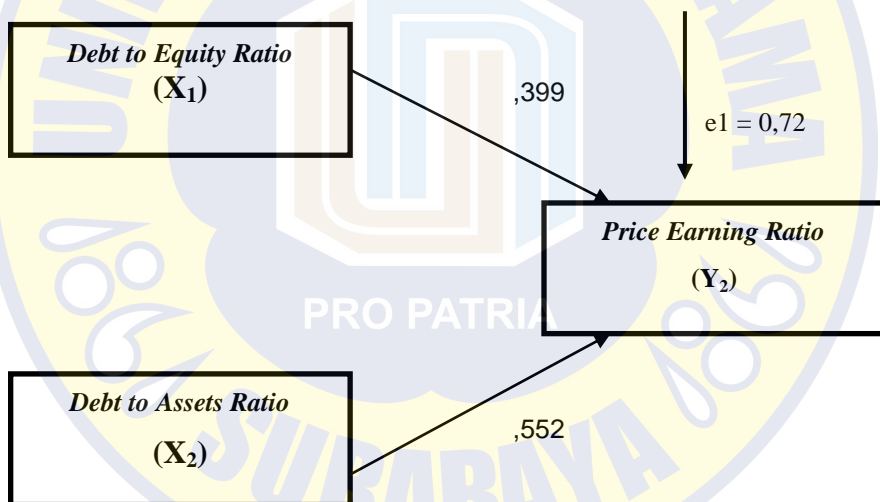 Debt to Equity Ratio
(X₁)
,399
e1 = 0,72
Price Earning Ratio
(Y₂)
PRO PATRIA
Debt to Assets Ratio
(X₂)
,552
SURABAYA